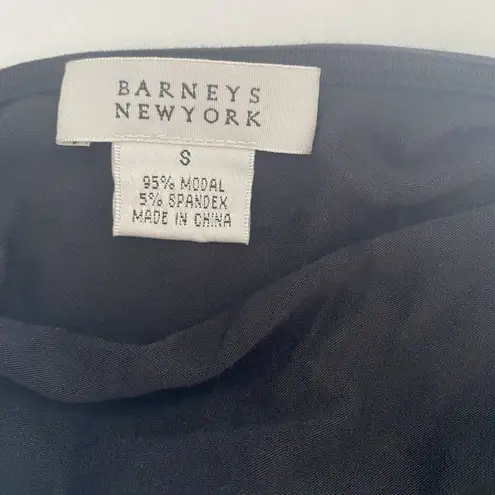 BARNEYS
NEWYORK
S
95% MODAL
5% SPANDEX
MADE IN CHINA